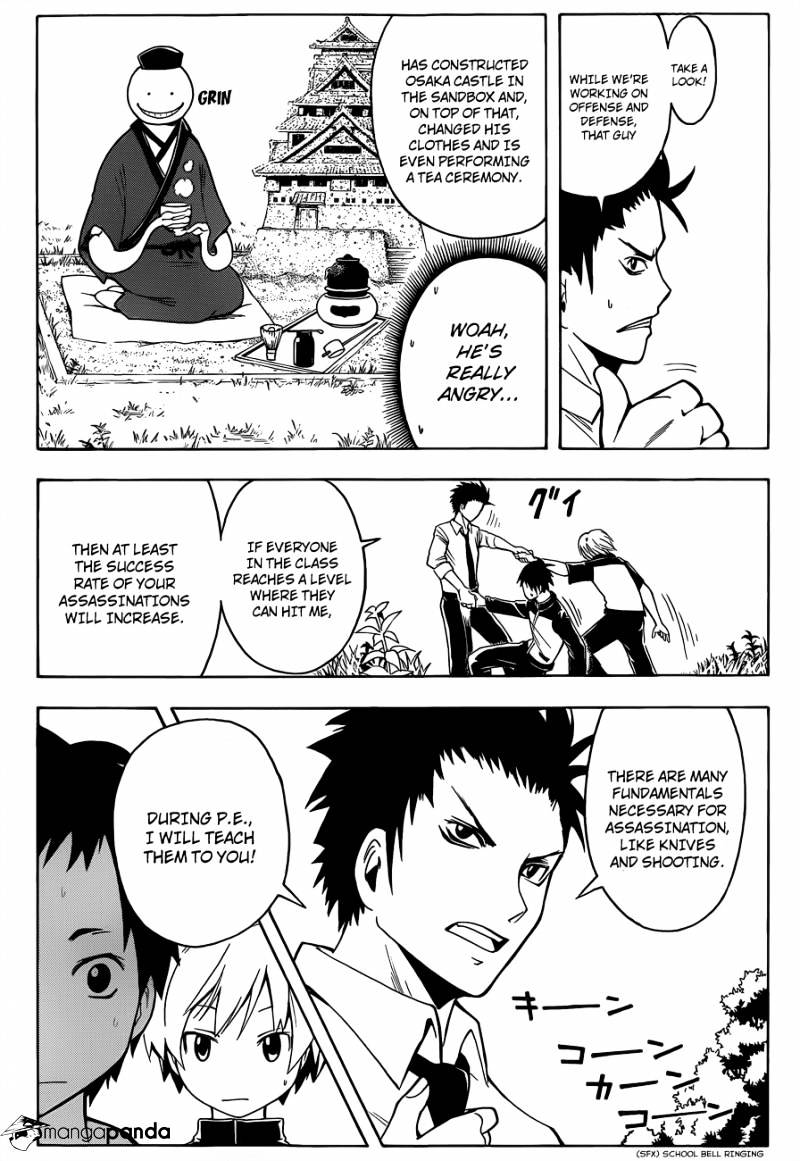 TAKE A
LOOK!
WHILE WE'RE
WORKING ON
OFFENSE AND
DEFENSE,
THAT GUY
HAS CONSTRUCTED
OSAKA CASTLE IN
THE SANDBOX AND,
ON TOP OF THAT,
CHANGED HIS
CLOTHES AND IS
EVEN PERFORMING
A TEA CEREMONY.
GRIN
WOAH,
HE'S
REALLY
ANGRY...
グイ
IF EVERYONE
IN THE CLASS
REACHES A LEVEL
WHERE THEY
CAN HIT ME,
THEN AT LEAST
THE SUCCESS
RATE OF YOUR
ASSASSINATIONS
WILL INCREASE.
THERE ARE MANY
FUNDAMENTALS
NECESSARY FOR
ASSASSINATION,
LIKE KNIVES
AND SHOOTING.
DURING P.E.,
I WILL TEACH
THEM TO YOU!
キーン
コーン
カーン
コーン
mangapanda
(SFX) SCHOOL BELL RINGING